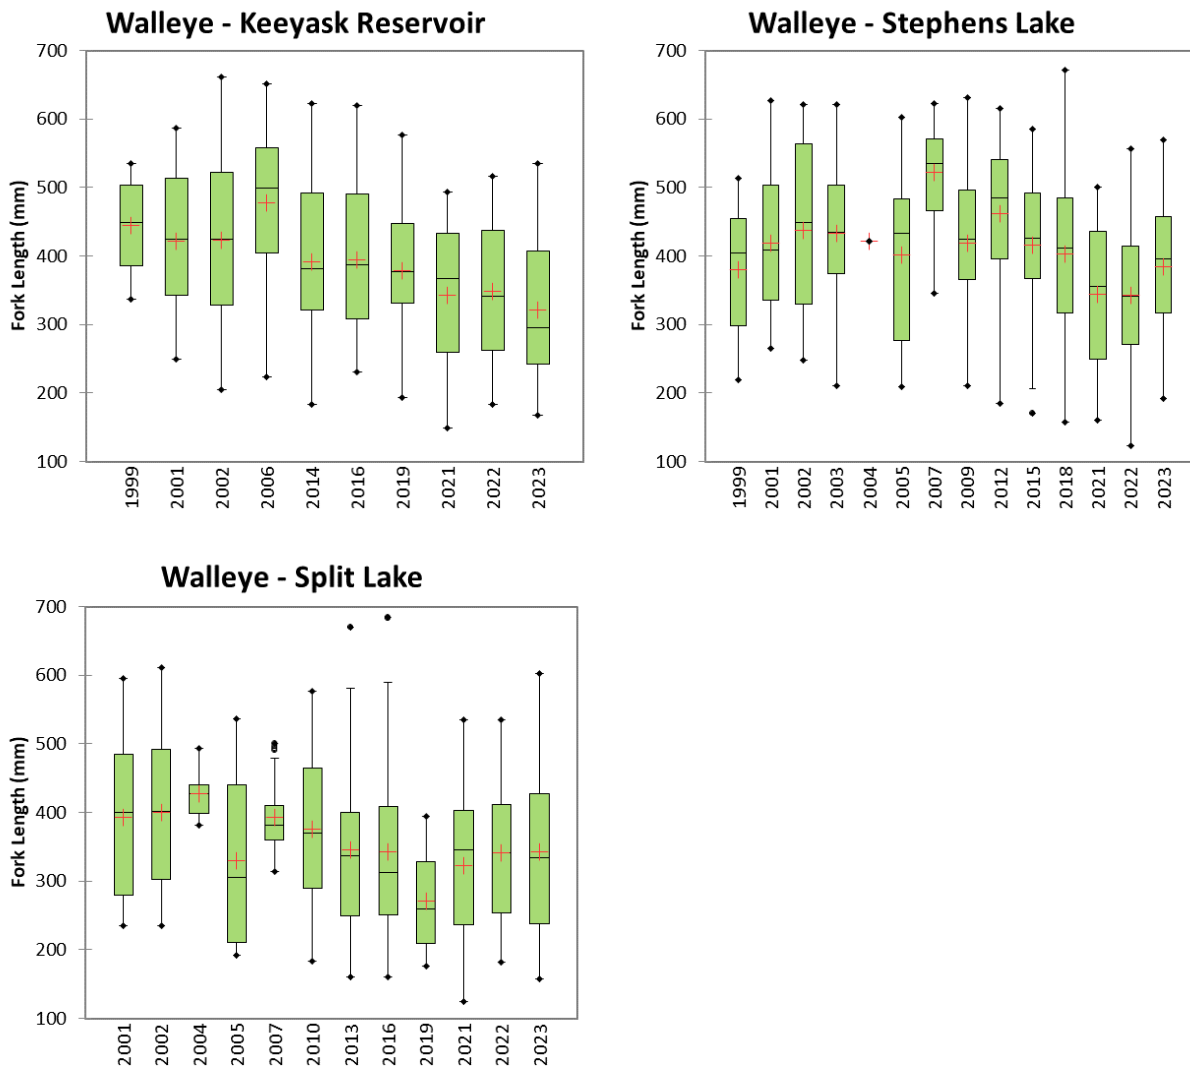 Walleye - Keeyask Reservoir
Fork Length (mm)
700
600
500
400
300
200
100
1999 2001 2002 2006 2014 2016 2019 2021 2022 2023
Walleye - Stephens Lake
Fork Length (mm)
700
600
500
400
300
200
100
1999 2001 2002 2003 2004 2005 2007 2009 2012 2015 2018 2021 2022 2023
Walleye - Split Lake
Fork Length (mm)
700
600
500
400
300
200
100
2001 2002 2004 2005 2007 2010 2013 2016 2019 2021 2022 2023